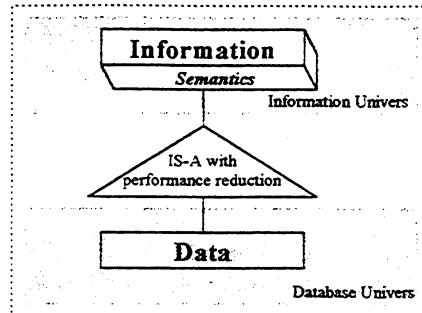 Information
Semantics
Information Univers
IS-A with
performance reduction
Data
Database Univers